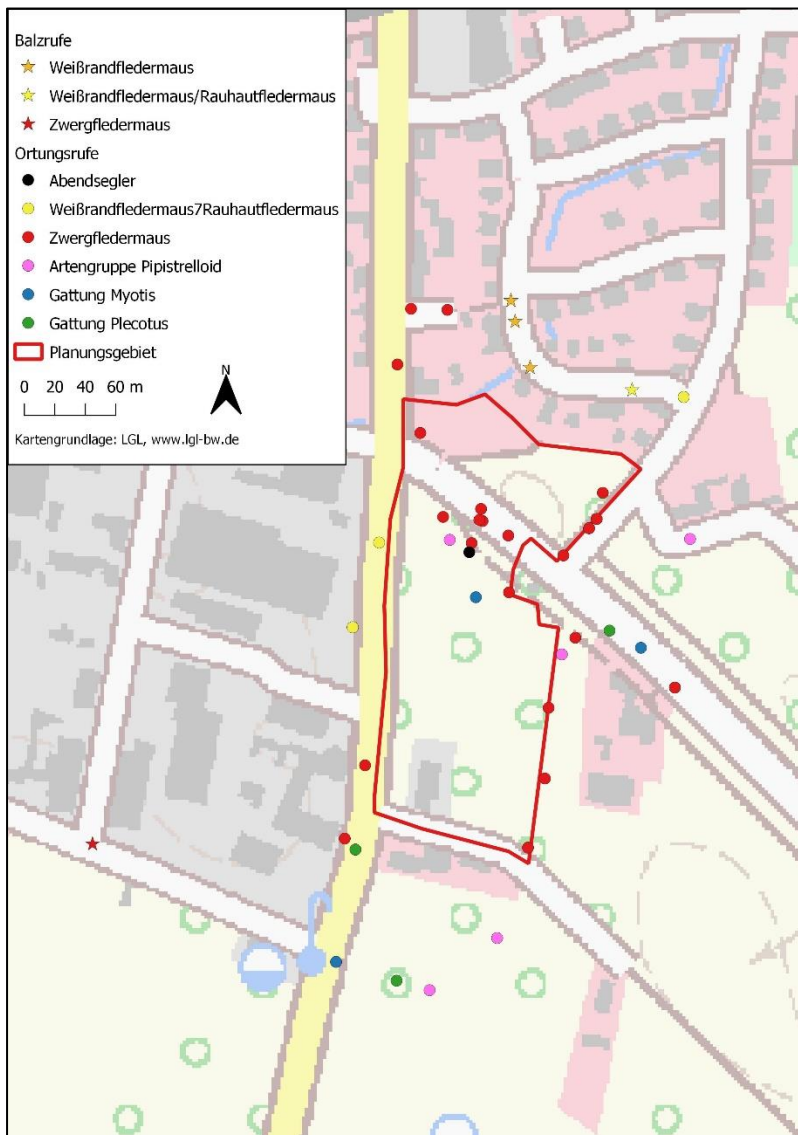 Balzrufe
Weißrandfledermaus
Weißrandfledermaus/Rauhautfledermaus
Zwergfledermaus
Ortungsrufe
Abendsegler
Weißrandfledermaus7Rauhautfledermaus
Zwergfledermaus
Artengruppe Pipistrelloid
Gattung Myotis
Gattung Plecotus
Planungsgebiet
N
0 20 40 60 m
Kartengrundlage: LGL, www.lgl-bw.de